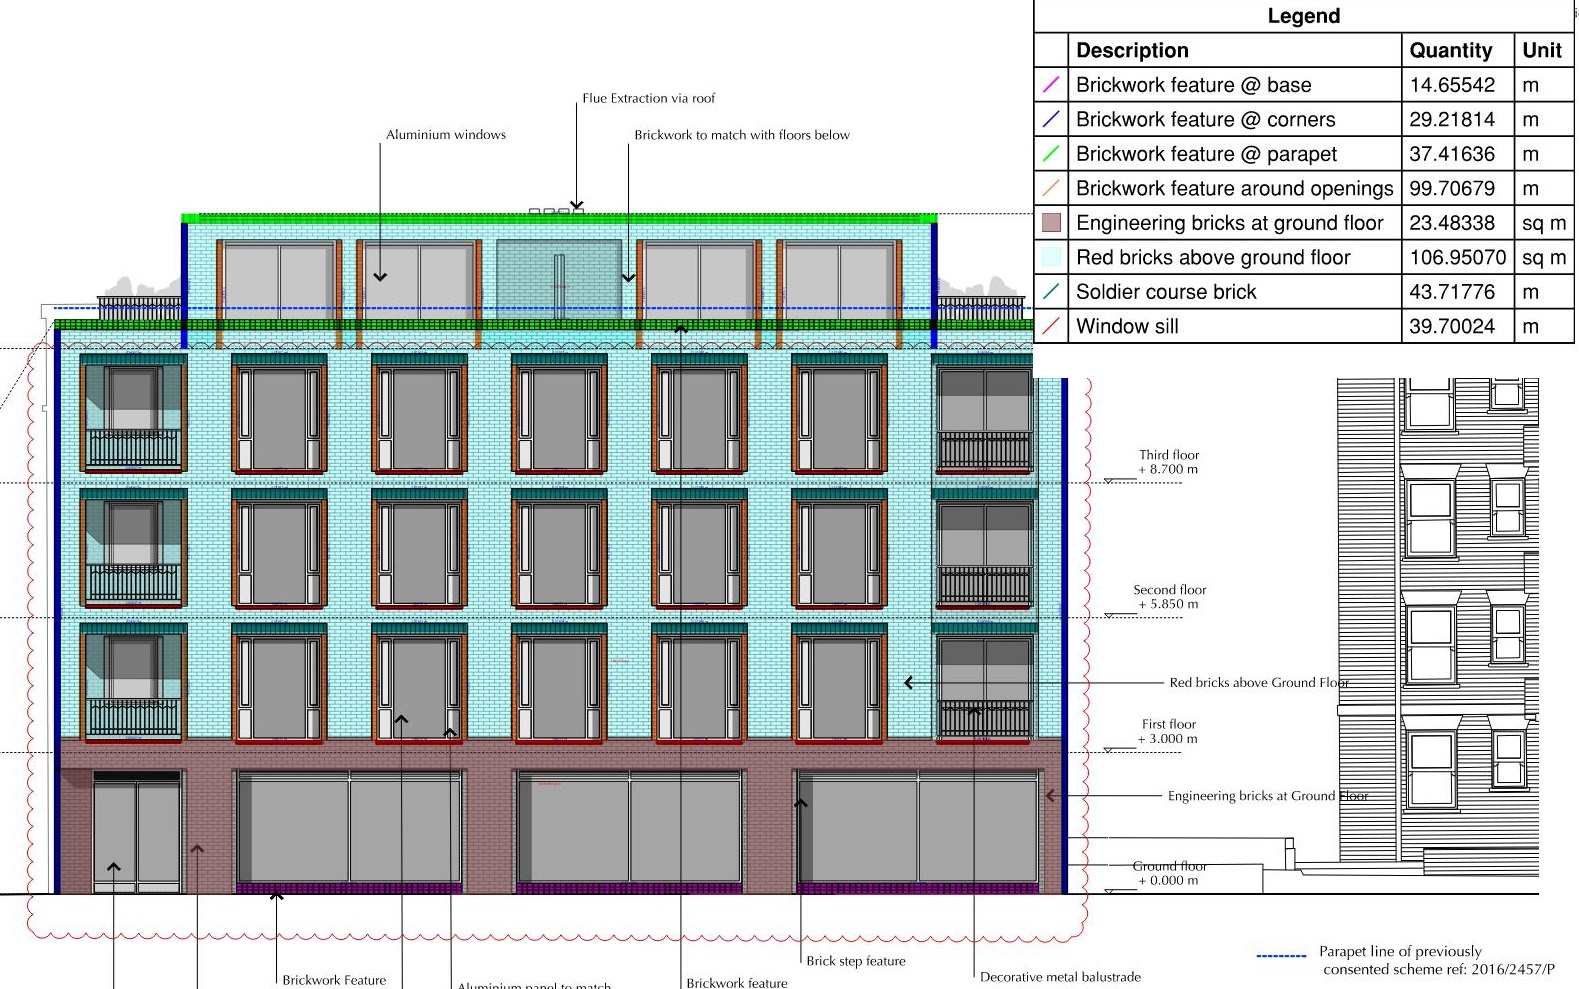 Legend
Description Quantity Unit
Brickwork feature @ base 14.65542 m
Brickwork feature @ corners 29.21814 m
Brickwork feature @ parapet 37.41636 m
Brickwork feature around openings 99.70679 m
Engineering bricks at ground floor 23.48338 sq m
Red bricks above ground floor 106.95070 sq m
Soldier course brick 43.71776 m
Window sill 39.70024 m
Flue Extraction via roof
Aluminium windows
Brickwork to match with floors below
Third floor
+ 8.700 m
Second floor
+ 5.850 m
Red bricks above Ground Floor
First floor
+ 3.000 m
Engineering bricks at Ground Floor
Ground floor
+ 0.000 m
Brick step feature
Decorative metal balustrade
Brickwork Feature
Aluminium panel to match
Brickwork feature
Parapet line of previously
consented scheme ref: 2016/2457/P